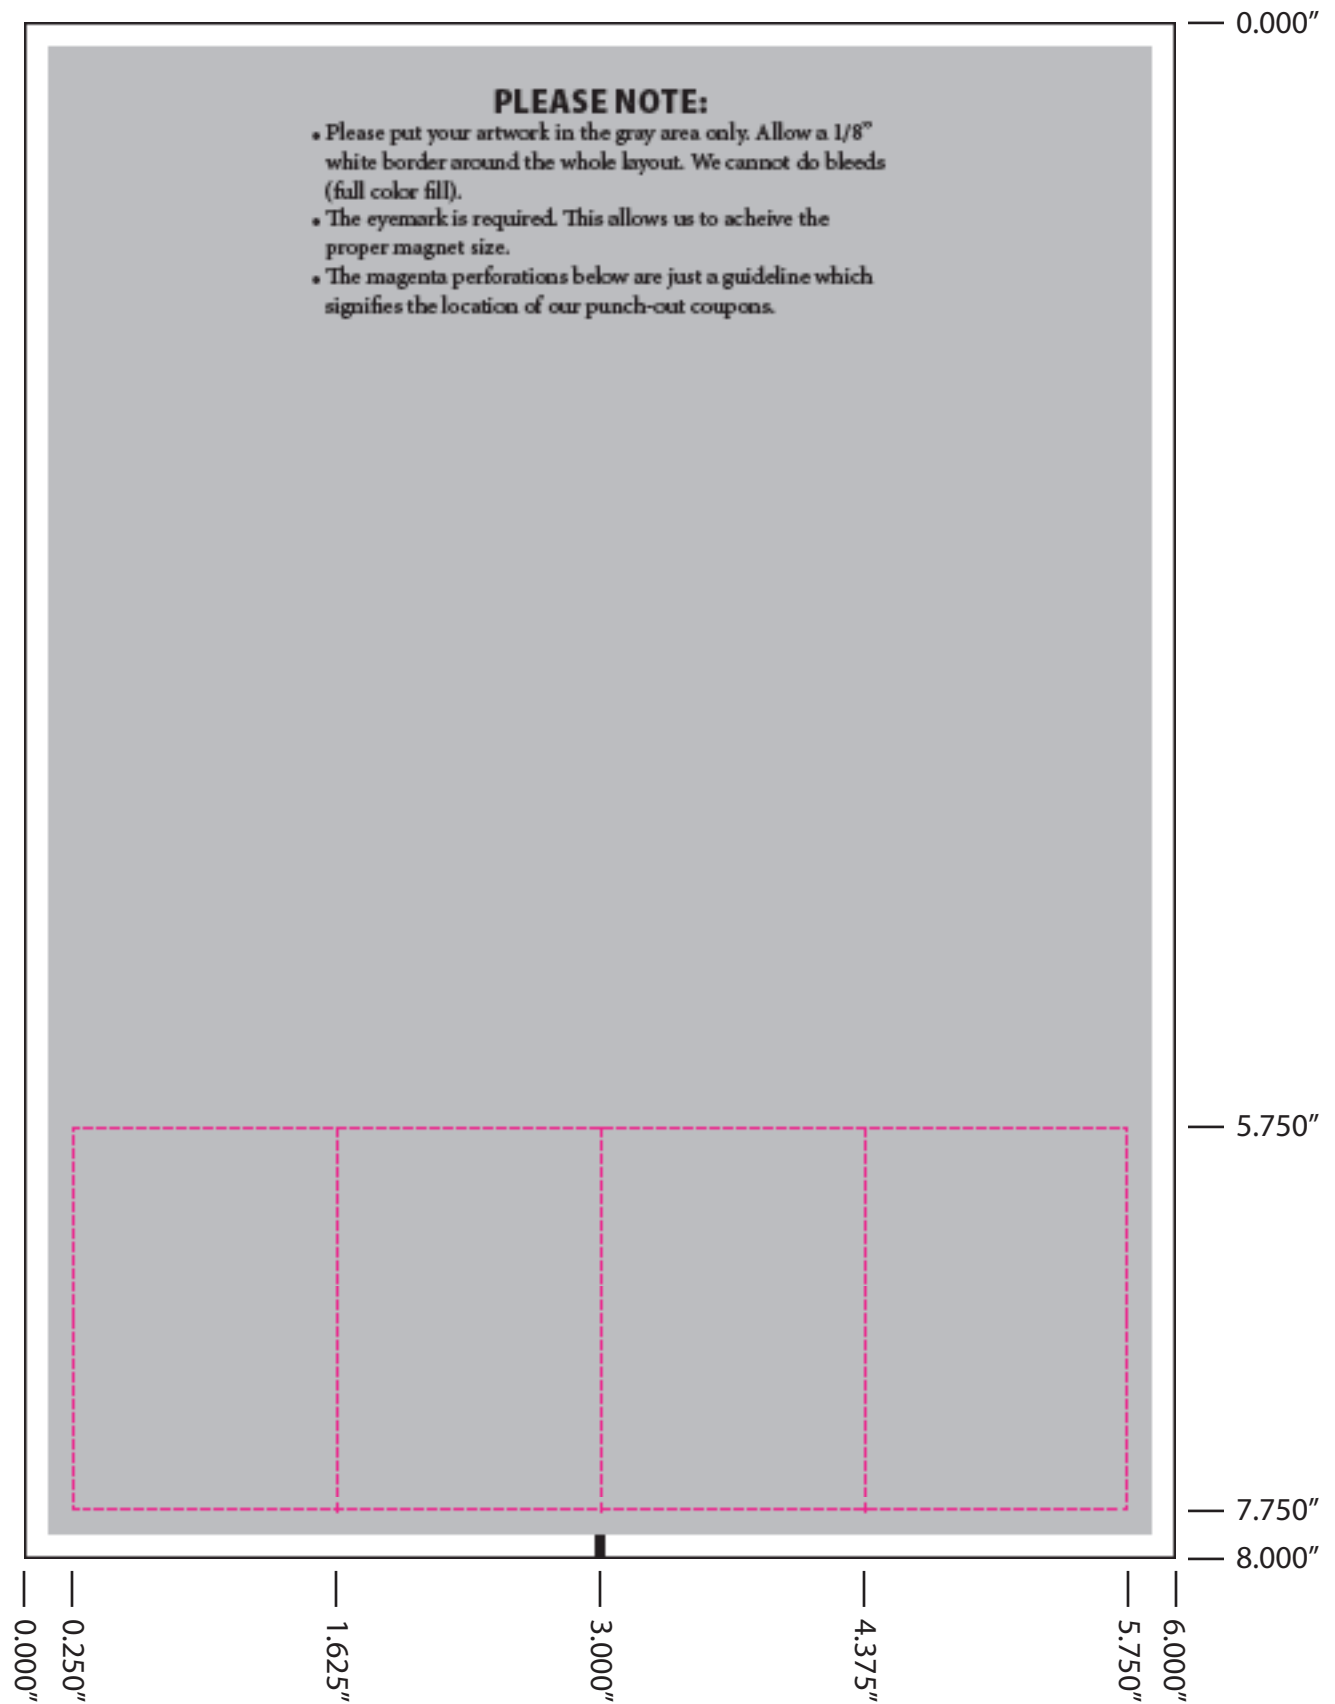 0.000”
PLEASE NOTE:
• Please put your artwork in the gray area only. Allow a 1/8”
white border around the whole layout. We cannot do bleeds
(full color fill).
• The eyemark is required. This allows us to acheive the
proper magnet size.
• The magenta perforations below are just a guideline which
signifies the location of our punch-out coupons.
5.750”
7.750”
8.000”
0.000”
0.250”
1.625”
3.000”
4.375”
5.750”
6.000”